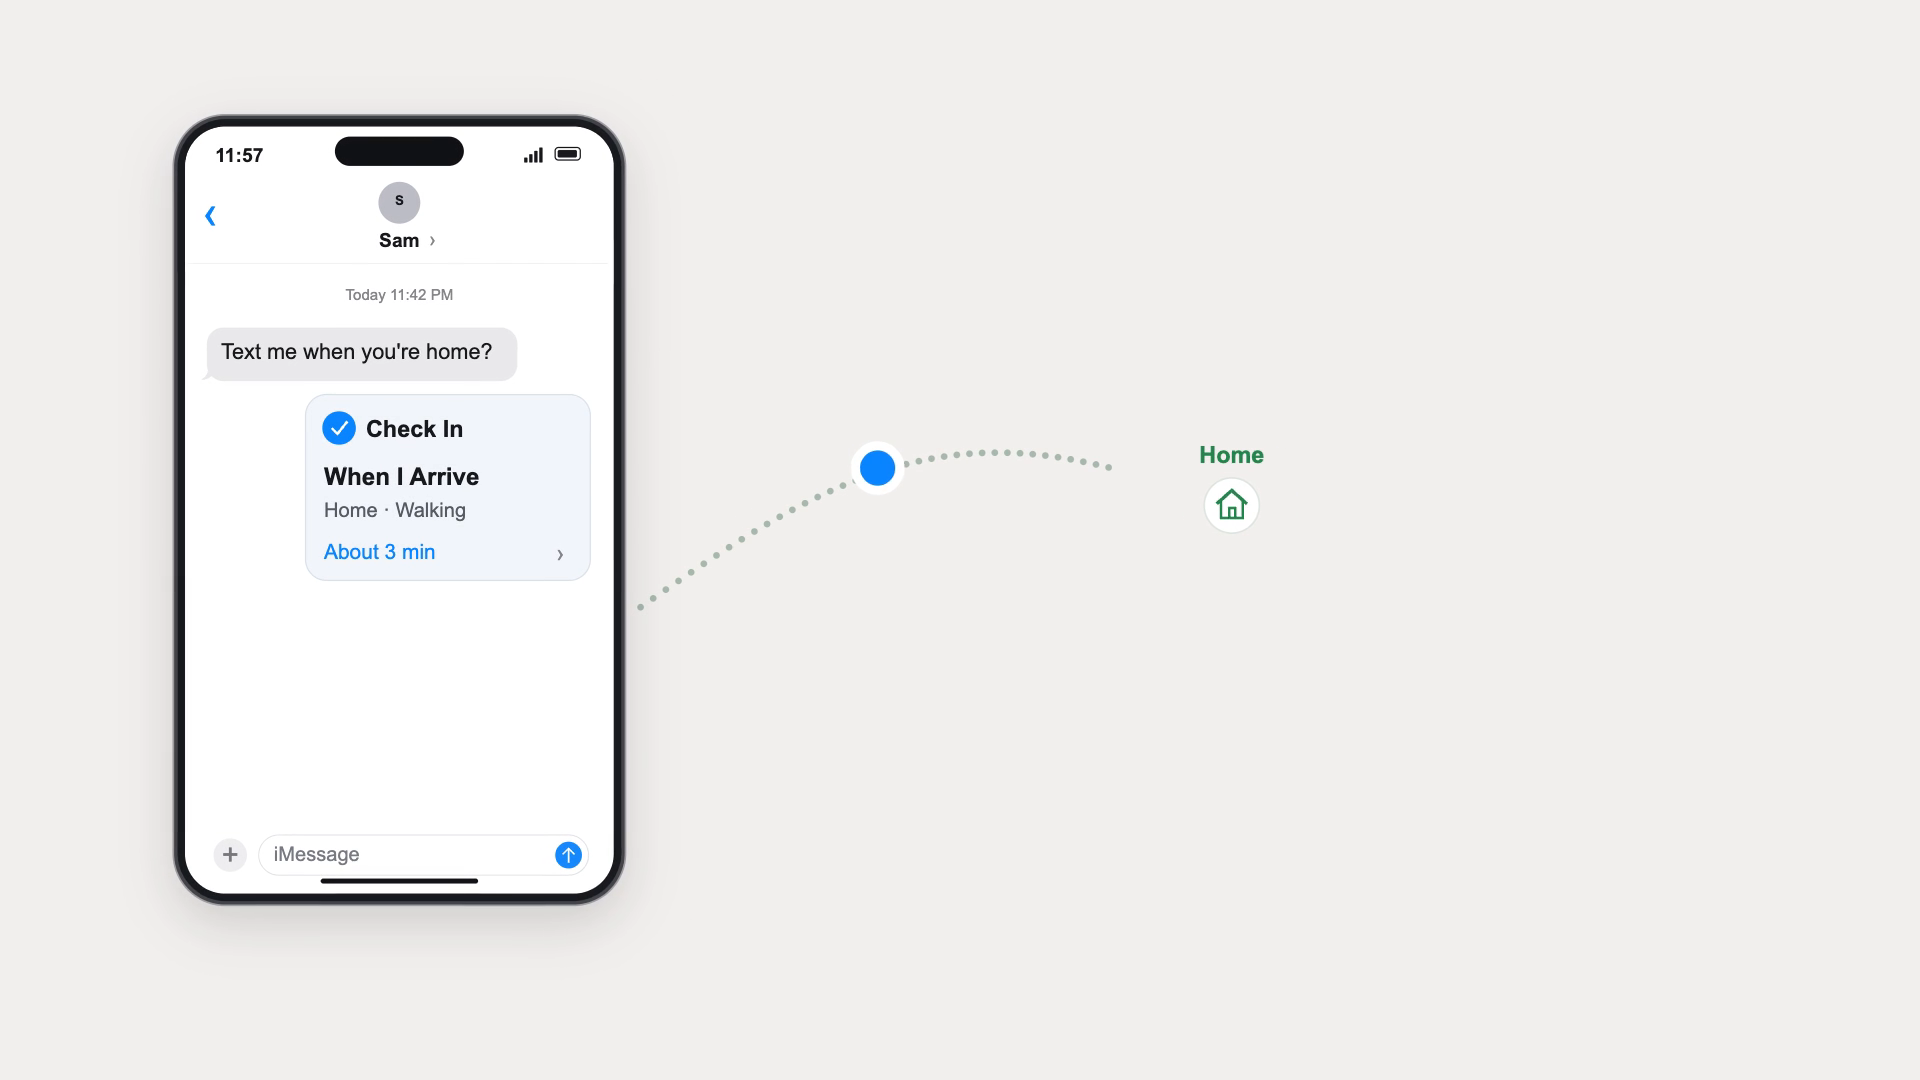 11:57
S
Sam ›
Today 11:42 PM
Text me when you're home?
Check In
When I Arrive
Home · Walking
About 3 min ›
iMessage
Home